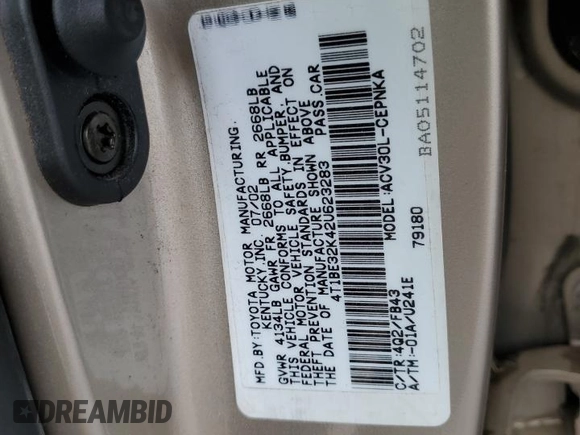 MFD.BY:TOYOTA MOTOR MANUFACTURING.
KENTUCKY.INC. 07/02
GVWR 4134LB GAWR FR 2668LB RR 2668LB
THIS VEHICLE CONFORMS TO ALL APPLICABLE
FEDERAL MOTOR VEHICLE SAFETY,BUMPER, AND
THEFT PREVENTION STANDARDS IN EFFECT ON
THE DATE OF MANUFACTURE SHOWN ABOVE
4T1BE32K42U623283 PASS CAR
MODEL:ACV30L-CEPNKA
C/TR:4Q2/FB43 79180
A/TM:-01A/U241E
BA05114702
DREAMBID